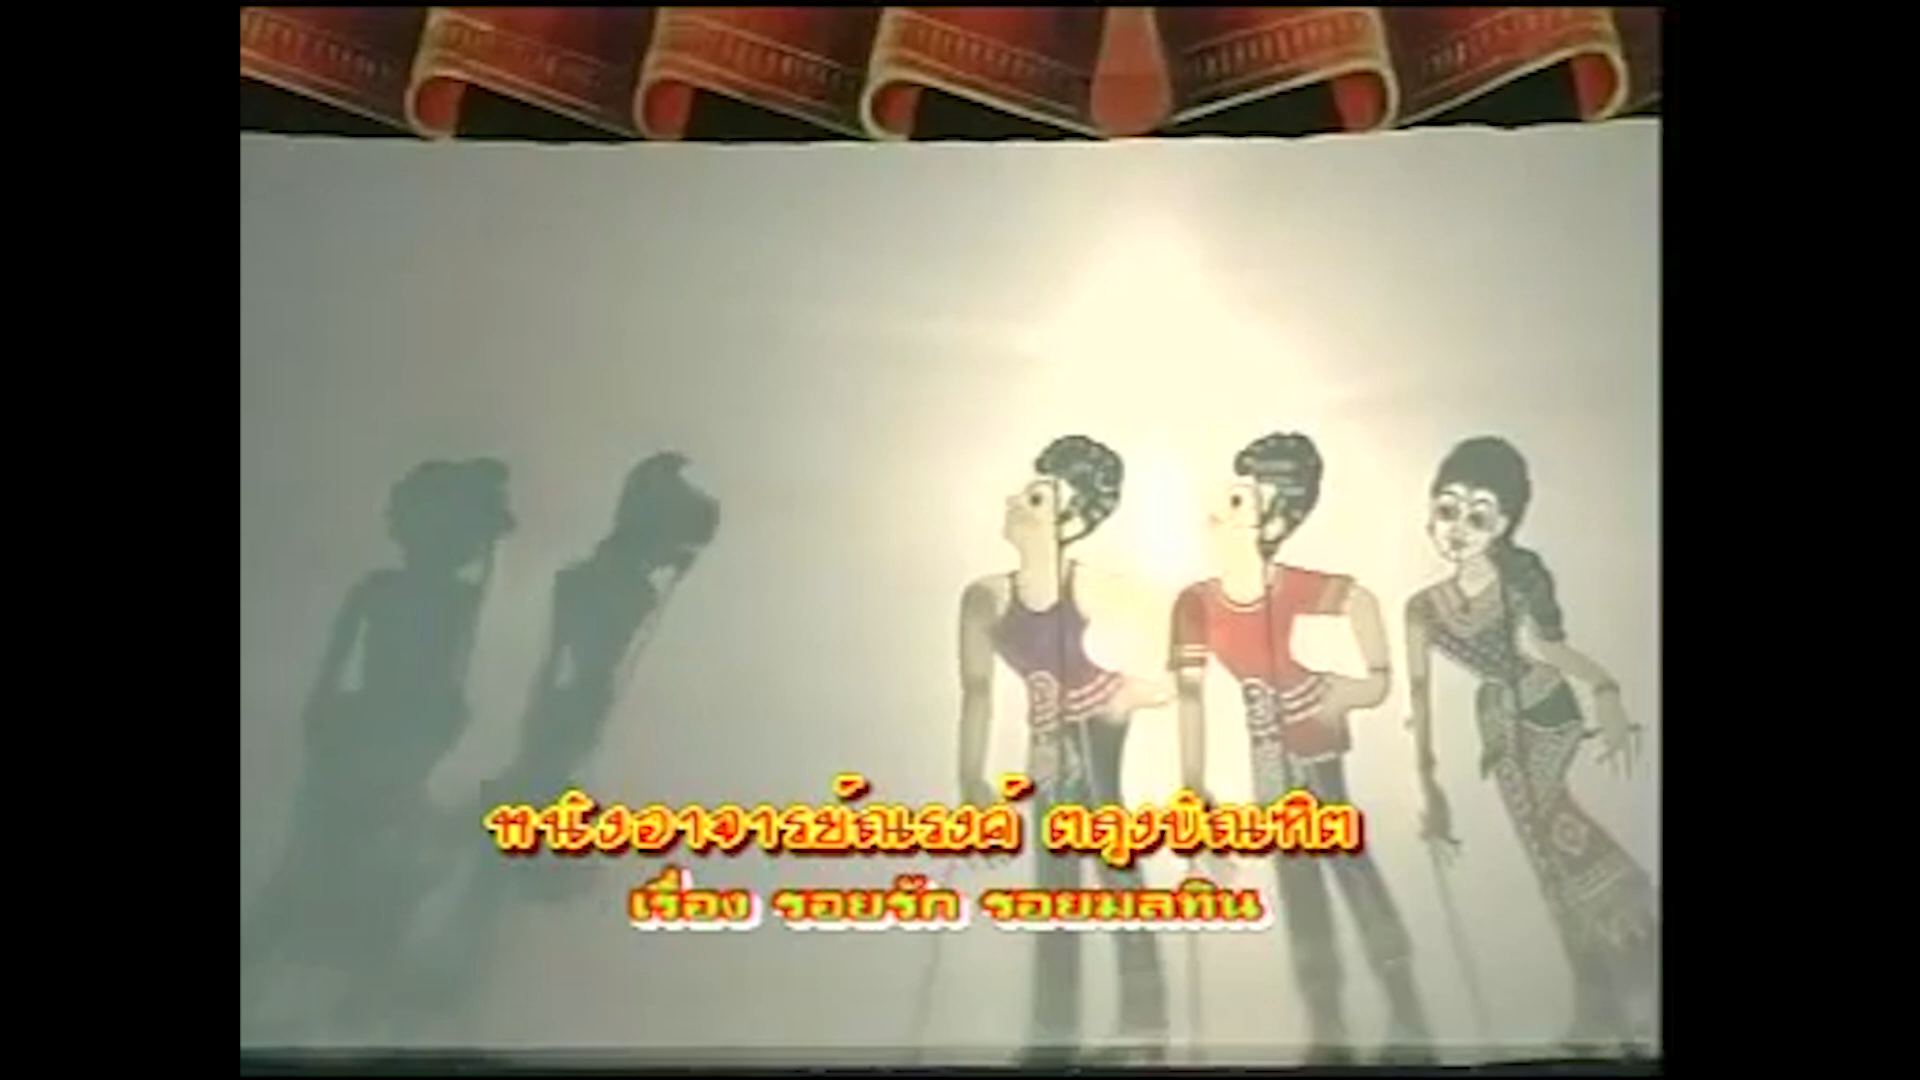 หนังอาจารย์ณรงค์ ตลุงบัณฑิต
เรื่อง รอยรัก รอยมลทิน